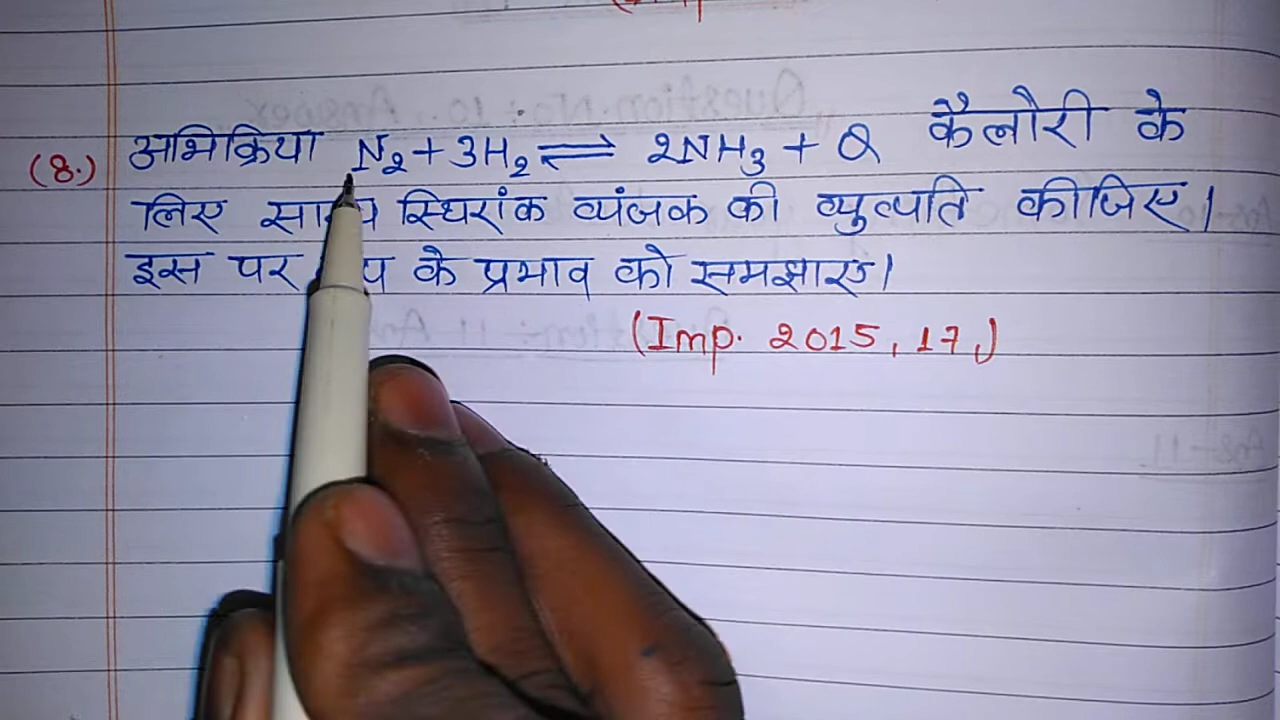 (8.) अभिक्रिया N₂ + 3H₂ ⇌ 2NH₃ + Q कैलोरी के
लिए स्थिरांक व्यंजक की व्युत्पति कीजिए।
इस पर के प्रभाव को समझाए।
(Imp. 2015, 17,)